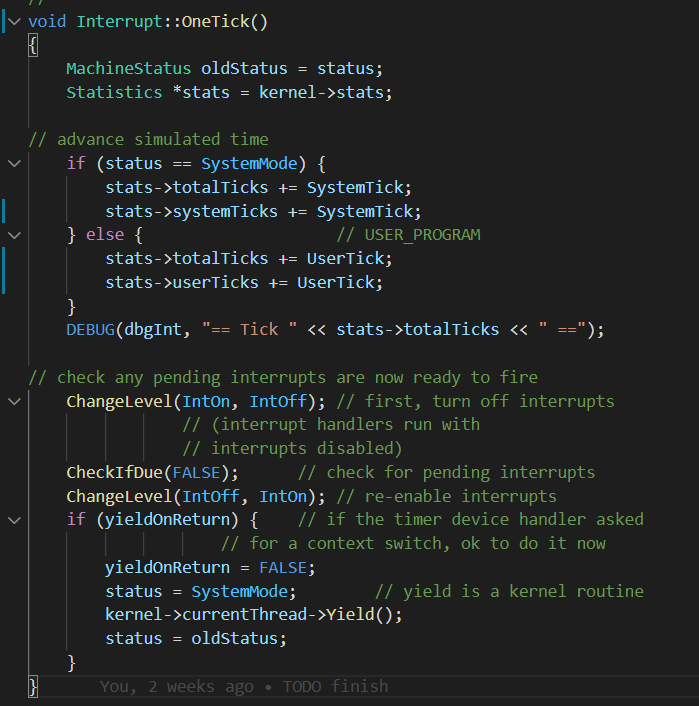 //
void Interrupt::OneTick()
{
    MachineStatus oldStatus = status;
    Statistics *stats = kernel->stats;

// advance simulated time
    if (status == SystemMode) {
        stats->totalTicks += SystemTick;
        stats->systemTicks += SystemTick;
    } else {                    // USER_PROGRAM
        stats->totalTicks += UserTick;
        stats->userTicks += UserTick;
    }
    DEBUG(dbgInt, "== Tick " << stats->totalTicks << " ==");

// check any pending interrupts are now ready to fire
    ChangeLevel(IntOn, IntOff); // first, turn off interrupts
                // (interrupt handlers run with
                // interrupts disabled)
    CheckIfDue(FALSE);      // check for pending interrupts
    ChangeLevel(IntOff, IntOn); // re-enable interrupts
    if (yieldOnReturn) {    // if the timer device handler asked
                    // for a context switch, ok to do it now
        yieldOnReturn = FALSE;
        status = SystemMode;        // yield is a kernel routine
        kernel->currentThread->Yield();
        status = oldStatus;
    }
}       You, 2 weeks ago • TODO finish